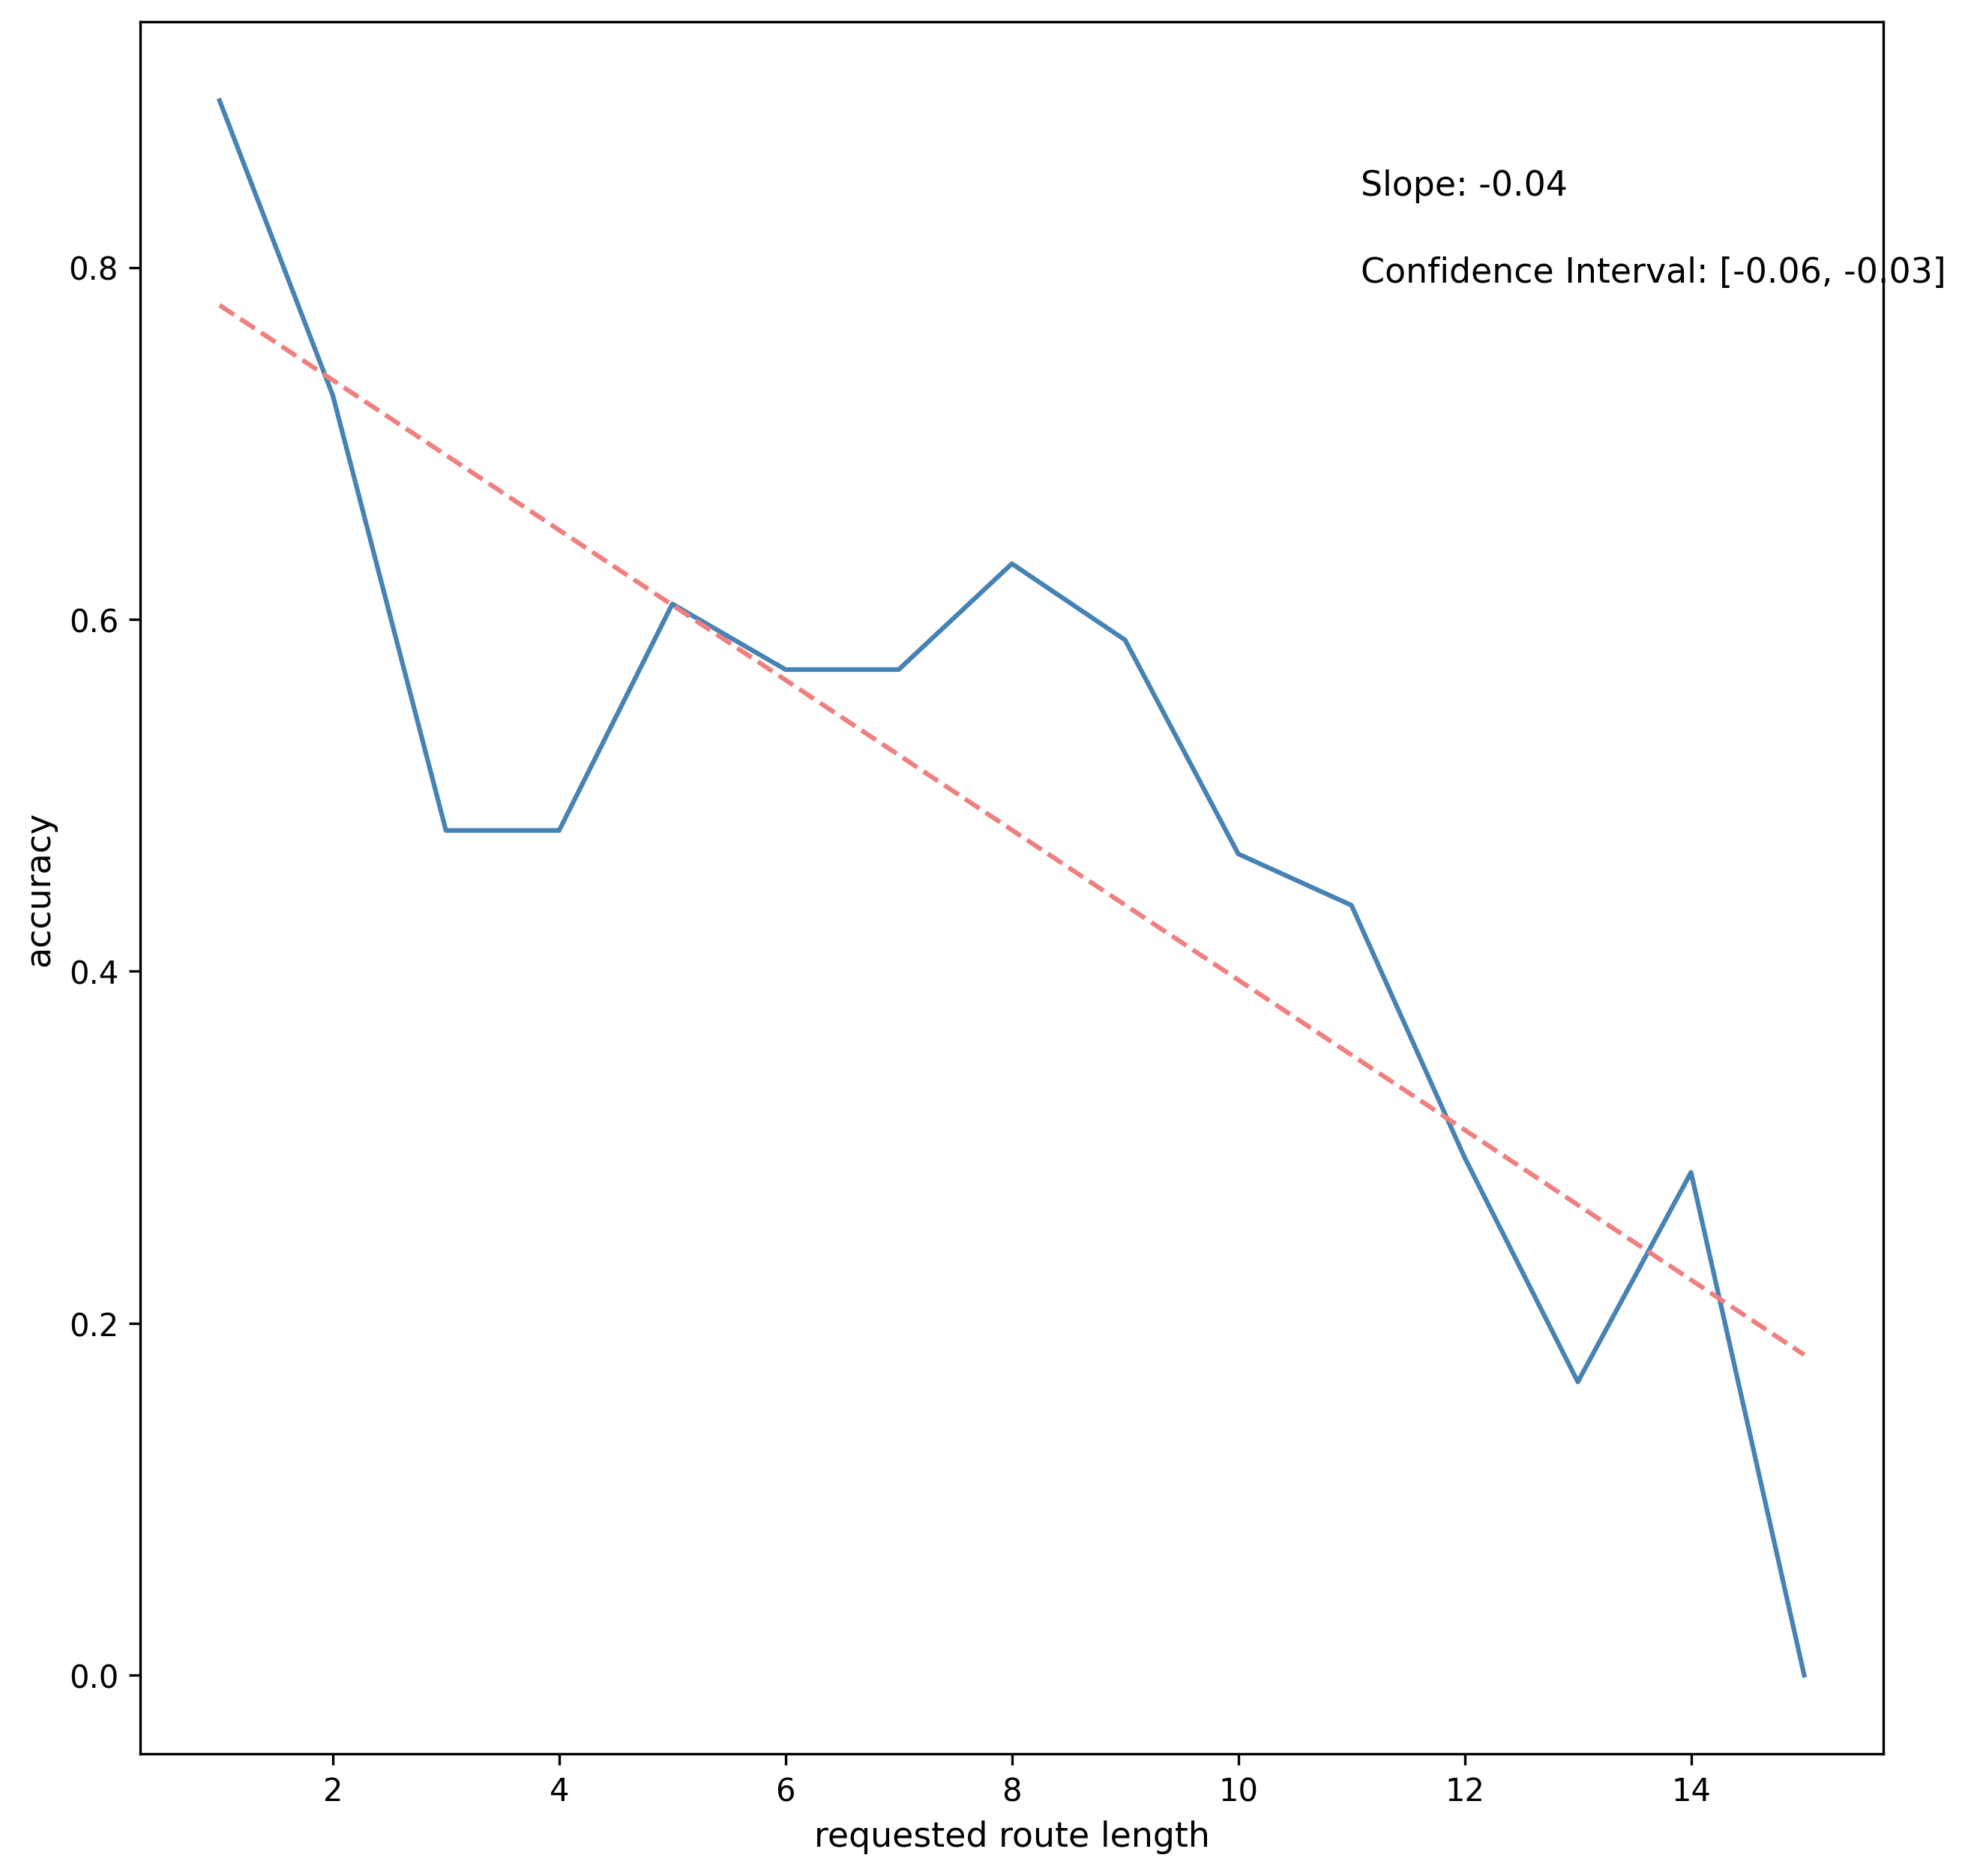 Slope: -0.04
Confidence Interval: [-0.06, -0.03]
0.8
0.6
0.4
0.2
0.0
accuracy
2 4 6 8 10 12 14
requested route length